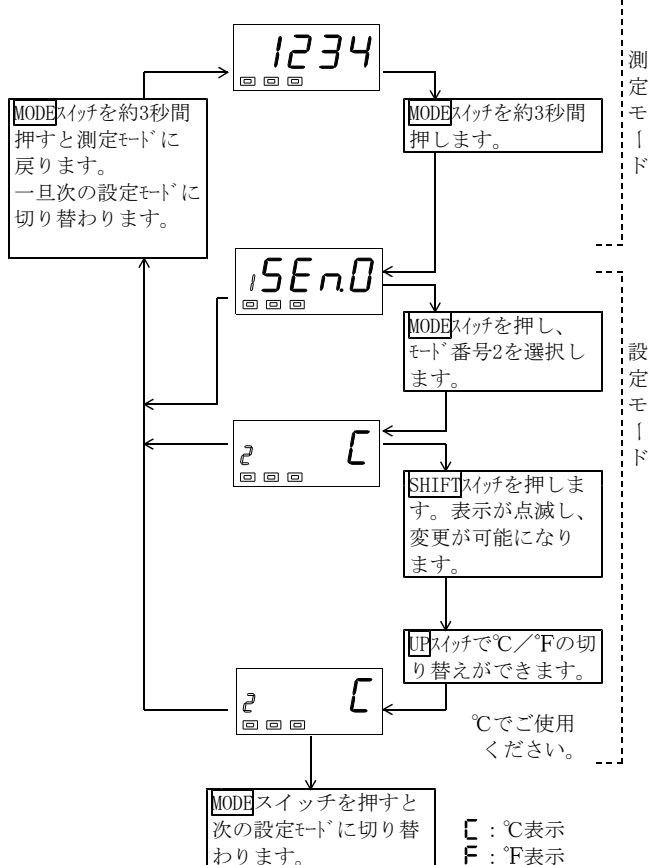 1234
測定モード
MODEスイッチを約3秒間
押すと測定モードに
戻ります。
一旦次の設定モードに
切り替わります。
MODEスイッチを約3秒間
押します。
1 SEn.0
MODEスイッチを押し、
モード番号2を選択し
ます。
設定モード
2 C
SHIFTスイッチを押しま
す。表示が点滅し、
変更が可能になり
ます。
UPスイッチで℃／℉の切
り替えができます。
2 C
℃でご使用
ください。
MODEスイッチを押すと
次の設定モードに切り替
わります。
C：℃表示
F：℉表示